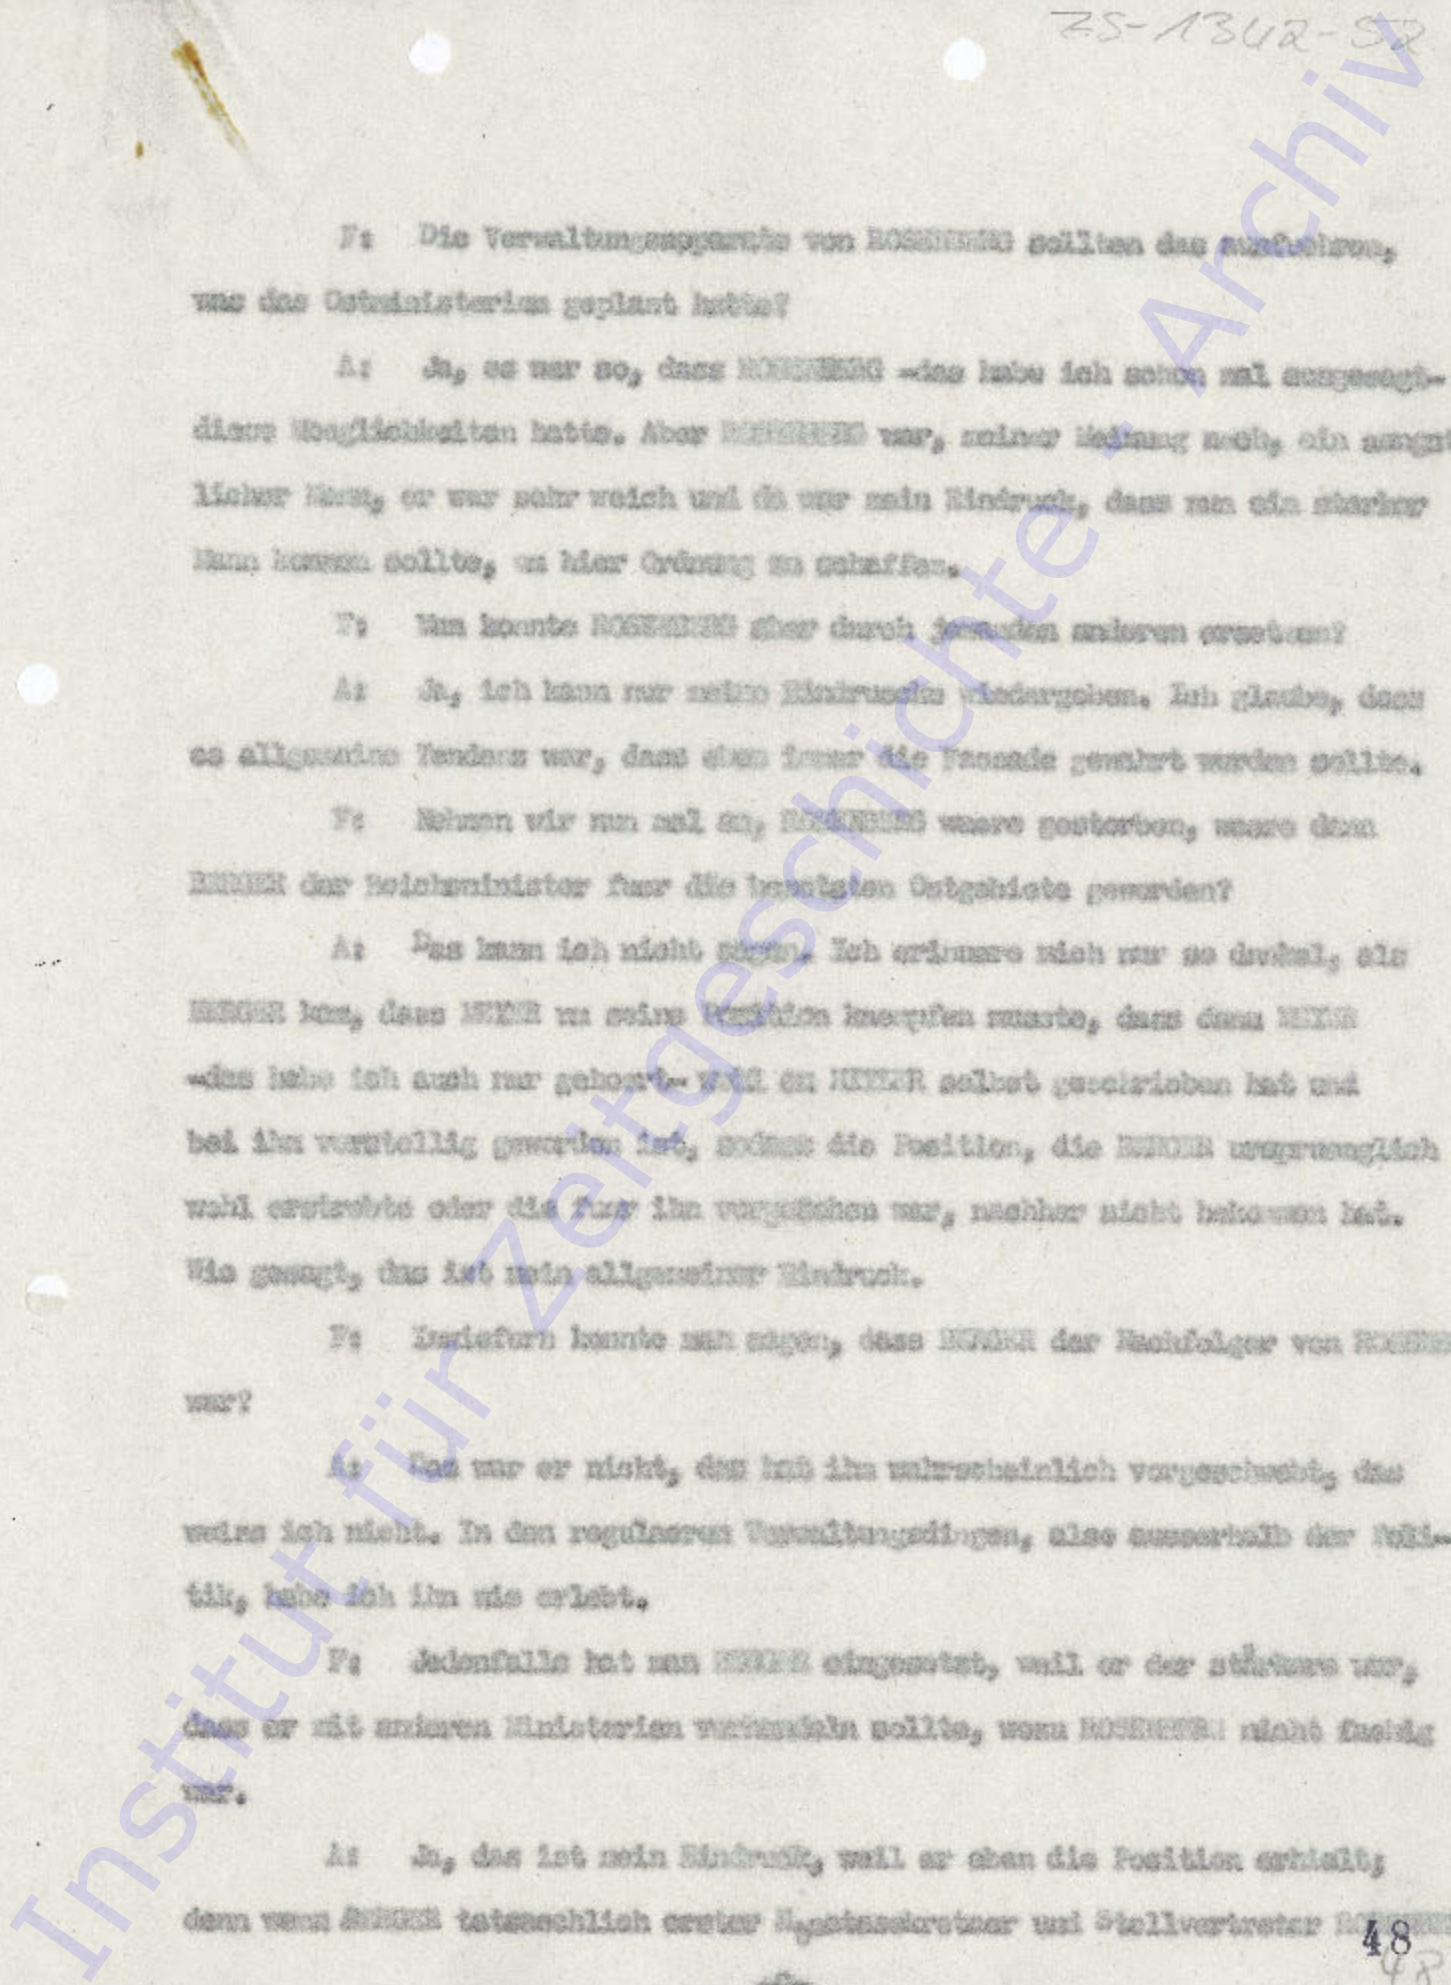 ZS-1342-52
F: Die Verwaltungsapparate von ROSENBERG sollten das ausfuehren,
was das Ostministerium geplant hatte?
A: Ja, es war so, dass ROSENBERG -das habe ich schon mal ausgesagt-
diese Moeglichkeiten hatte. Aber ROSENBERG war, meiner Meinung nach, ein aengst
licher Mann, er war sehr weich und da war mein Eindruck, dass nun ein starker
Mann kommen sollte, um hier Ordnung zu schaffen.
F: Man konnte ROSENBERG aber durch jemanden anderen ersetzen?
A: Ja, ich kann nur meine Eindruecke wiedergeben. Ich glaube, dass
es allgemeine Tendenz war, dass eben immer die Fassade gewahrt werden sollte.
F: Nehmen wir nun mal an, ROSENBERG waere gestorben, waere dann
BERGER der Reichsminister fuer die besetzten Ostgebiete geworden?
A: Das kann ich nicht sagen. Ich erinnere mich nur so dunkel, als
BERGER kam, dass MEYER um seine Position kaempfen musste, dass dann MEYER
-das habe ich auch nur gehoert- wohl an HITLER selbst geschrieben hat und
bei ihm vorstellig geworden ist, sodass die Position, die BERGER urspruenglich
wohl erstrebte oder die fuer ihn vorgesehen war, nachher nicht bekommen hat.
Wie gesagt, das ist mein allgemeiner Eindruck.
F: Inwiefern konnte man sagen, dass BERGER der Nachfolger von
war?
A: Das war er nicht, das hat ihm wahrscheinlich vorgeschwebt, das
weiss ich nicht. In den regulaeren Verwaltungsdingen, also ausserhalb der Poli-
tik, habe ich ihn nie erlebt.
F: Jedenfalls hat man BERGER eingesetzt, weil er der stärkere war,
dass er mit anderen Ministerien verhandeln sollte, wozu ROSENBERG nicht faehig
war.
A: Ja, das ist mein Eindruck, weil er eben die Position erhielt;
denn wenn BERGER tatsaechlich erster Staatssekretaer und Stellvertreter
48
48
Institut für Zeitgeschichte - Archiv